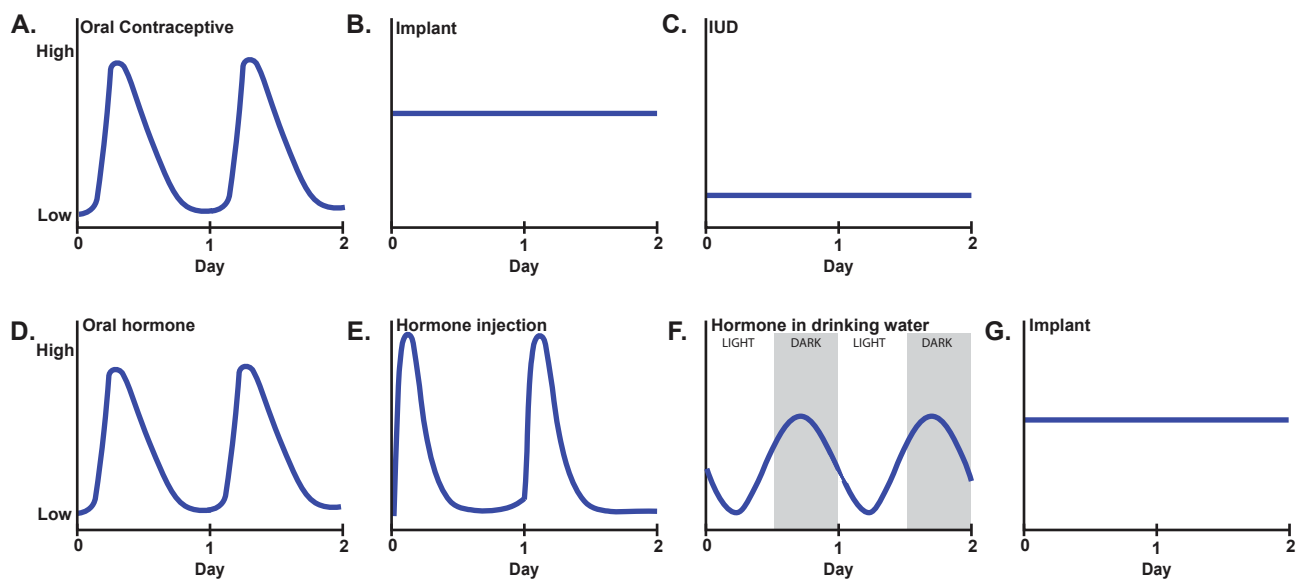 A. Oral Contraceptive
High
Low
0 1 2
Day
B. Implant
0 1 2
Day
C. IUD
0 1 2
Day
D. Oral hormone
High
Low
0 1 2
Day
E. Hormone injection
0 1 2
Day
F. Hormone in drinking water
LIGHT DARK LIGHT DARK
0 1 2
Day
G. Implant
0 1 2
Day